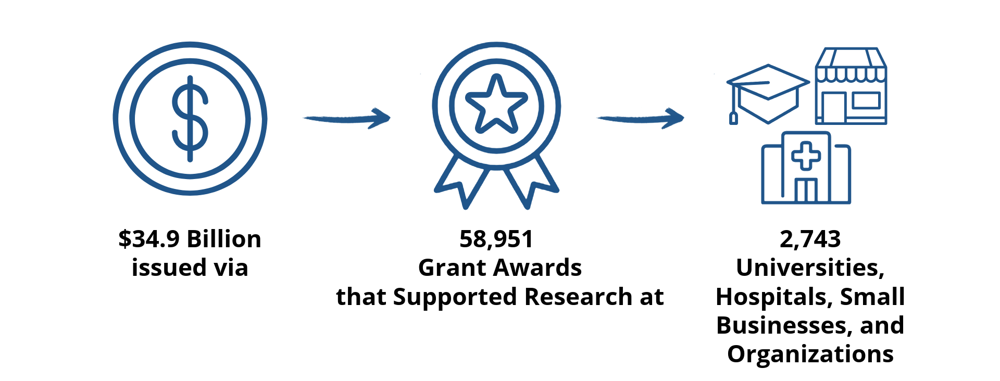 $34.9 Billion
issued via
58,951
Grant Awards
that Supported Research at
2,743
Universities,
Hospitals, Small
Businesses, and
Organizations